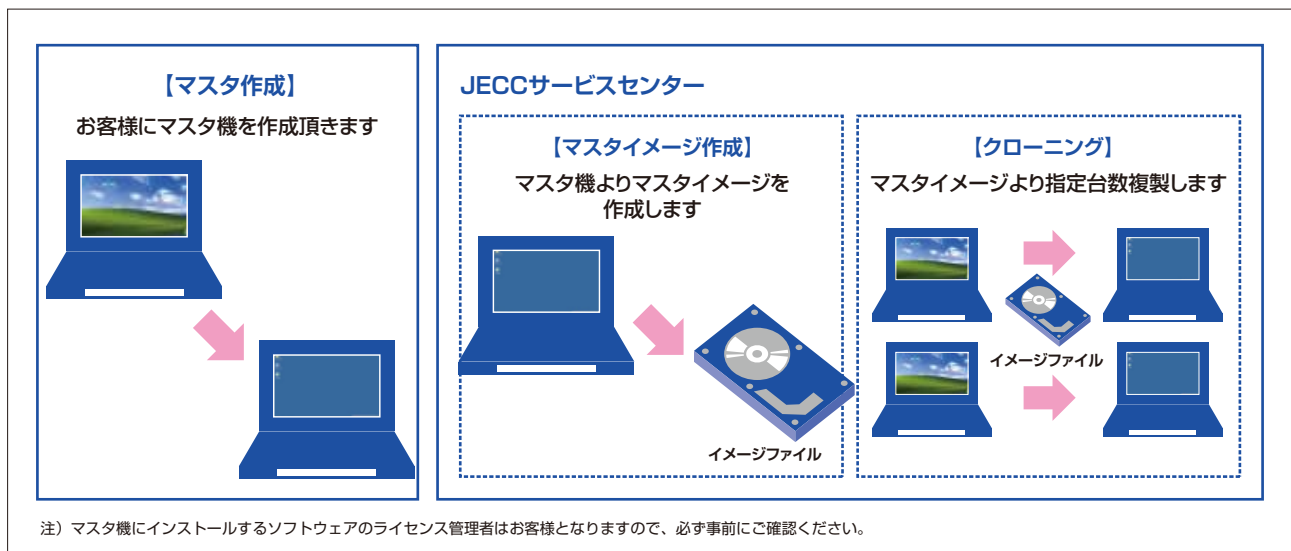 【マスタ作成】
お客様にマスタ機を作成頂きます
JECCサービスセンター
【マスタイメージ作成】
マスタ機よりマスタイメージを
作成します
イメージファイル
【クローニング】
マスタイメージより指定台数複製します
イメージファイル
注）マスタ機にインストールするソフトウェアのライセンス管理者はお客様となりますので、必ず事前にご確認ください。